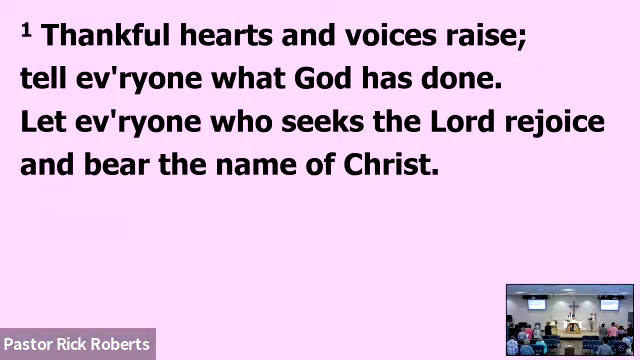 1 Thankful hearts and voices raise;
tell ev'ryone what God has done.
Let ev'ryone who seeks the Lord rejoice
and bear the name of Christ.
Pastor Rick Roberts